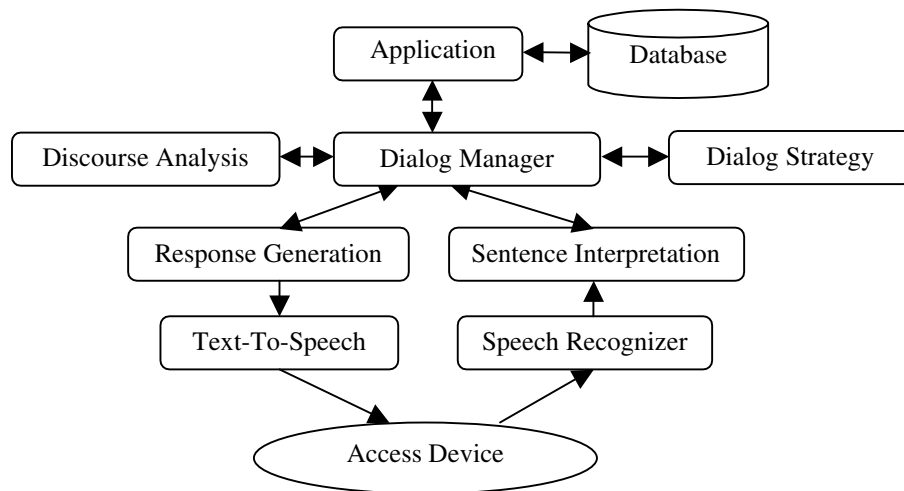 Application
Database
Discourse Analysis
Dialog Manager
Dialog Strategy
Response Generation
Sentence Interpretation
Text-To-Speech
Speech Recognizer
Access Device